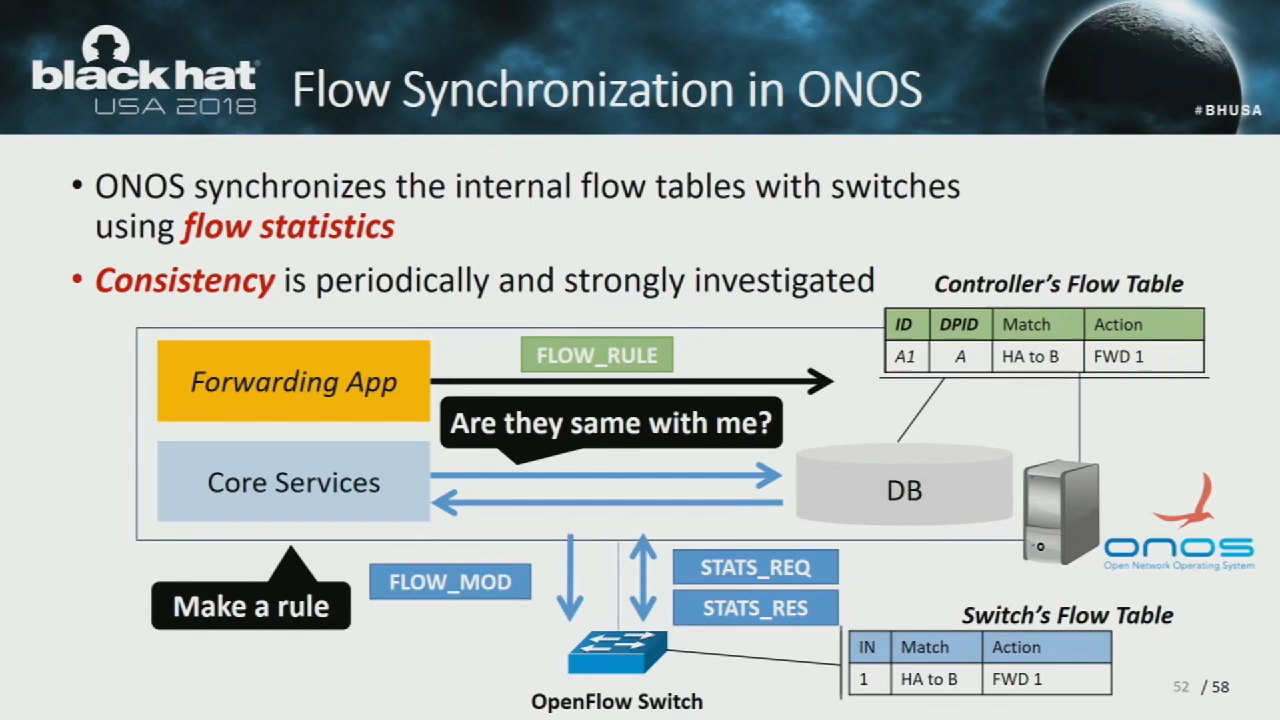 black hat
USA 2018
Flow Synchronization in ONOS
#BHUSA
• ONOS synchronizes the internal flow tables with switches
using flow statistics
• Consistency is periodically and strongly investigated
Controller's Flow Table
ID DPID Match Action
A1 A HA to B FWD 1
FLOW_RULE
Forwarding App
Are they same with me?
Core Services
DB
onos
Open Network Operating System
FLOW_MOD
STATS_REQ
STATS_RES
Make a rule
Switch's Flow Table
IN Match Action
1 HA to B FWD 1
OpenFlow Switch
52 / 58